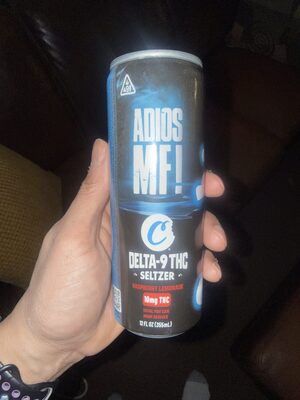 ADIOS
MF!
C
DELTA-9 THC
SELTZER
RASPBERRY LEMONADE
10mg THC
12 FL OZ (355mL)